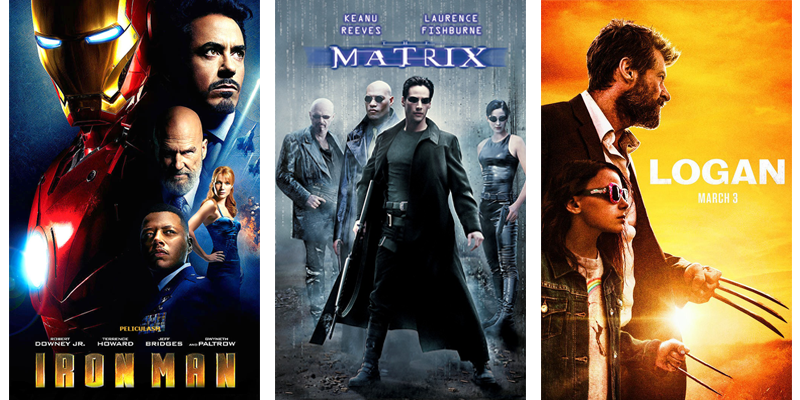 PELICULASM
ROBERT DOWNEY JR.
TERRENCE HOWARD
JEFF BRIDGES
AND GWYNETH PALTROW
IRON MAN
KEANU REEVES
LAURENCE FISHBURNE
MATRIX
LOGAN
MARCH 3